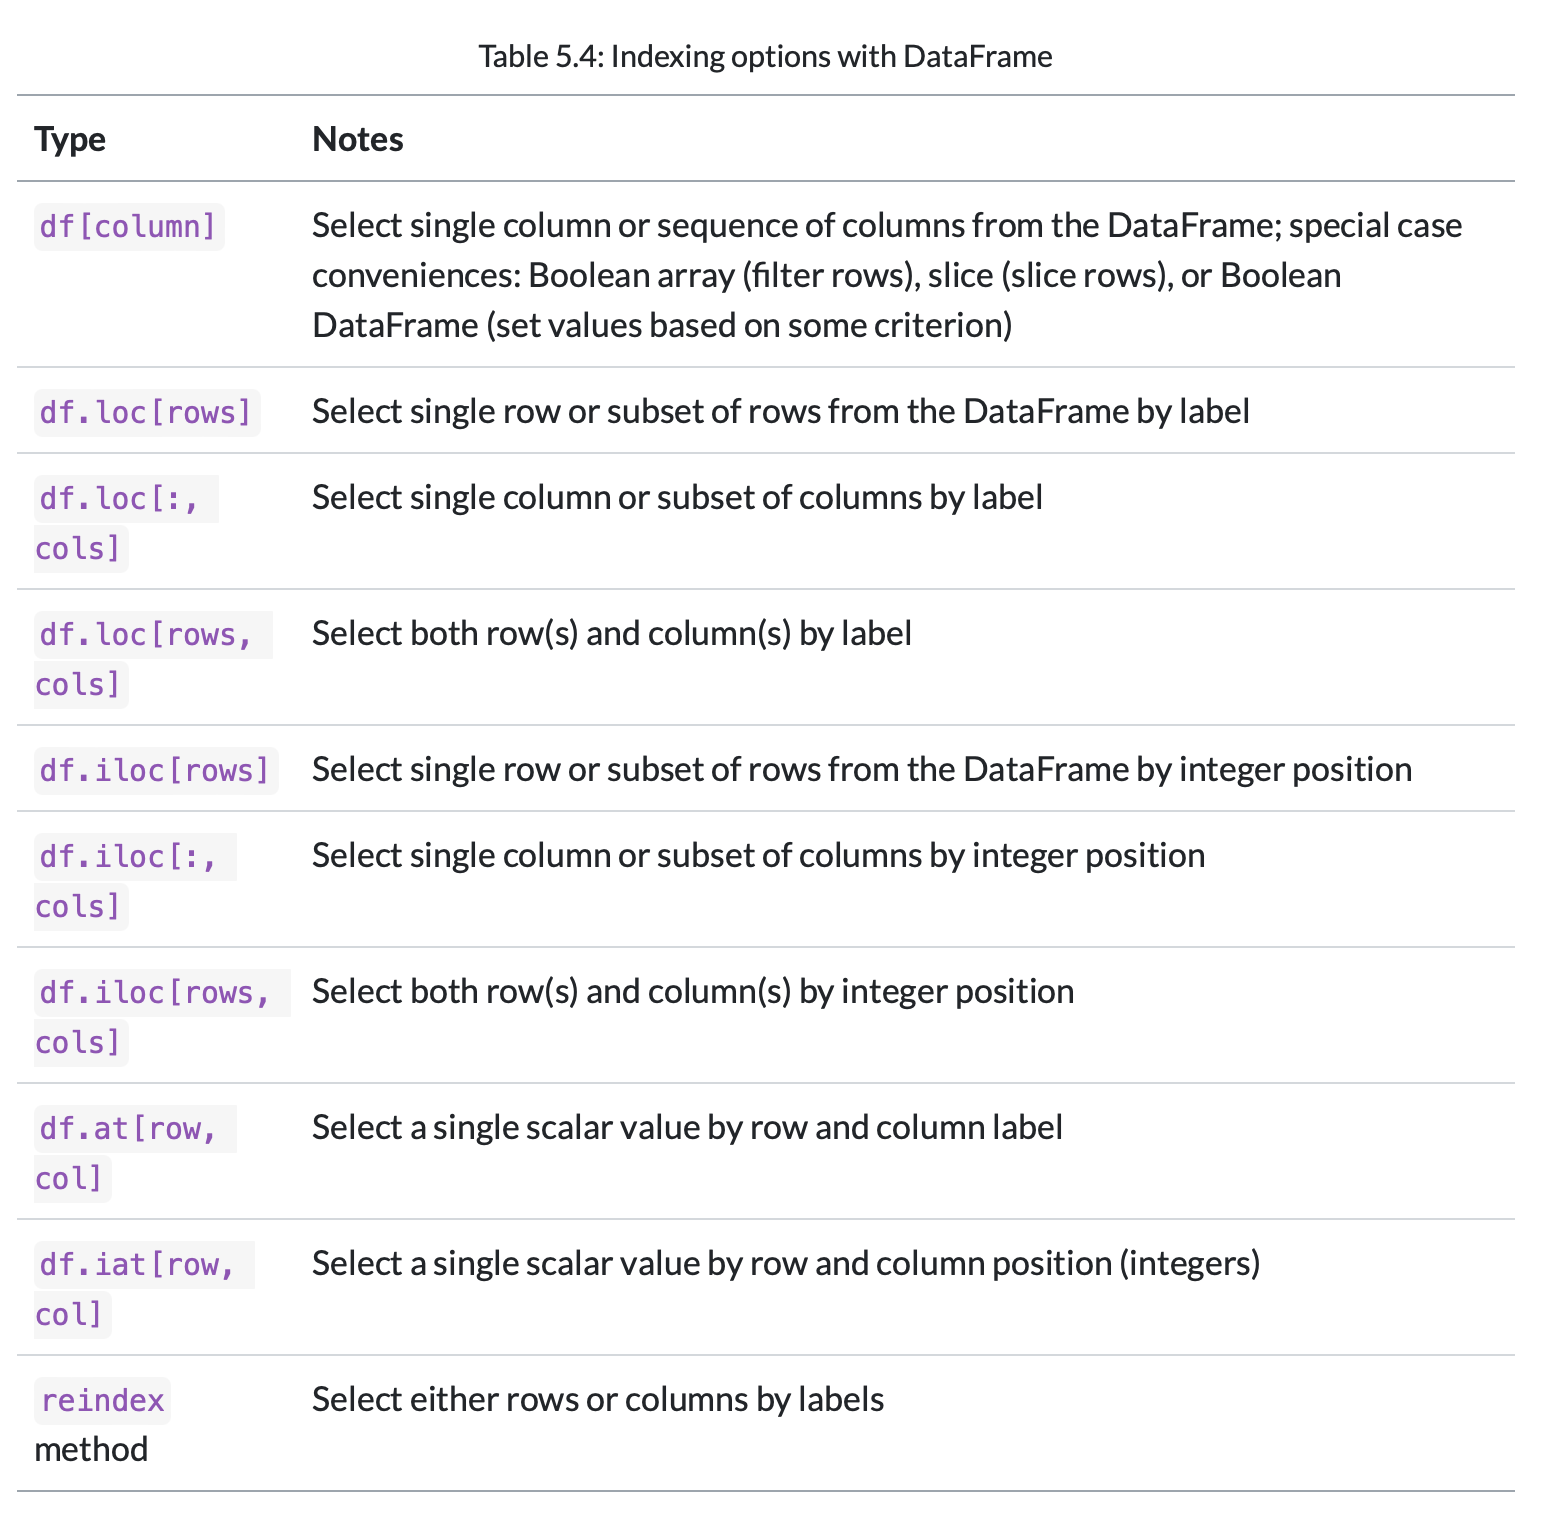 Table 5.4: Indexing options with DataFrame
Type Notes
df[column] Select single column or sequence of columns from the DataFrame; special case
conveniences: Boolean array (filter rows), slice (slice rows), or Boolean
DataFrame (set values based on some criterion)
df.loc[rows] Select single row or subset of rows from the DataFrame by label
df.loc[:, Select single column or subset of columns by label
cols]
df.loc[rows, Select both row(s) and column(s) by label
cols]
df.iloc[rows] Select single row or subset of rows from the DataFrame by integer position
df.iloc[:, Select single column or subset of columns by integer position
cols]
df.iloc[rows, Select both row(s) and column(s) by integer position
cols]
df.at[row, Select a single scalar value by row and column label
col]
df.iat[row, Select a single scalar value by row and column position (integers)
col]
reindex Select either rows or columns by labels
method